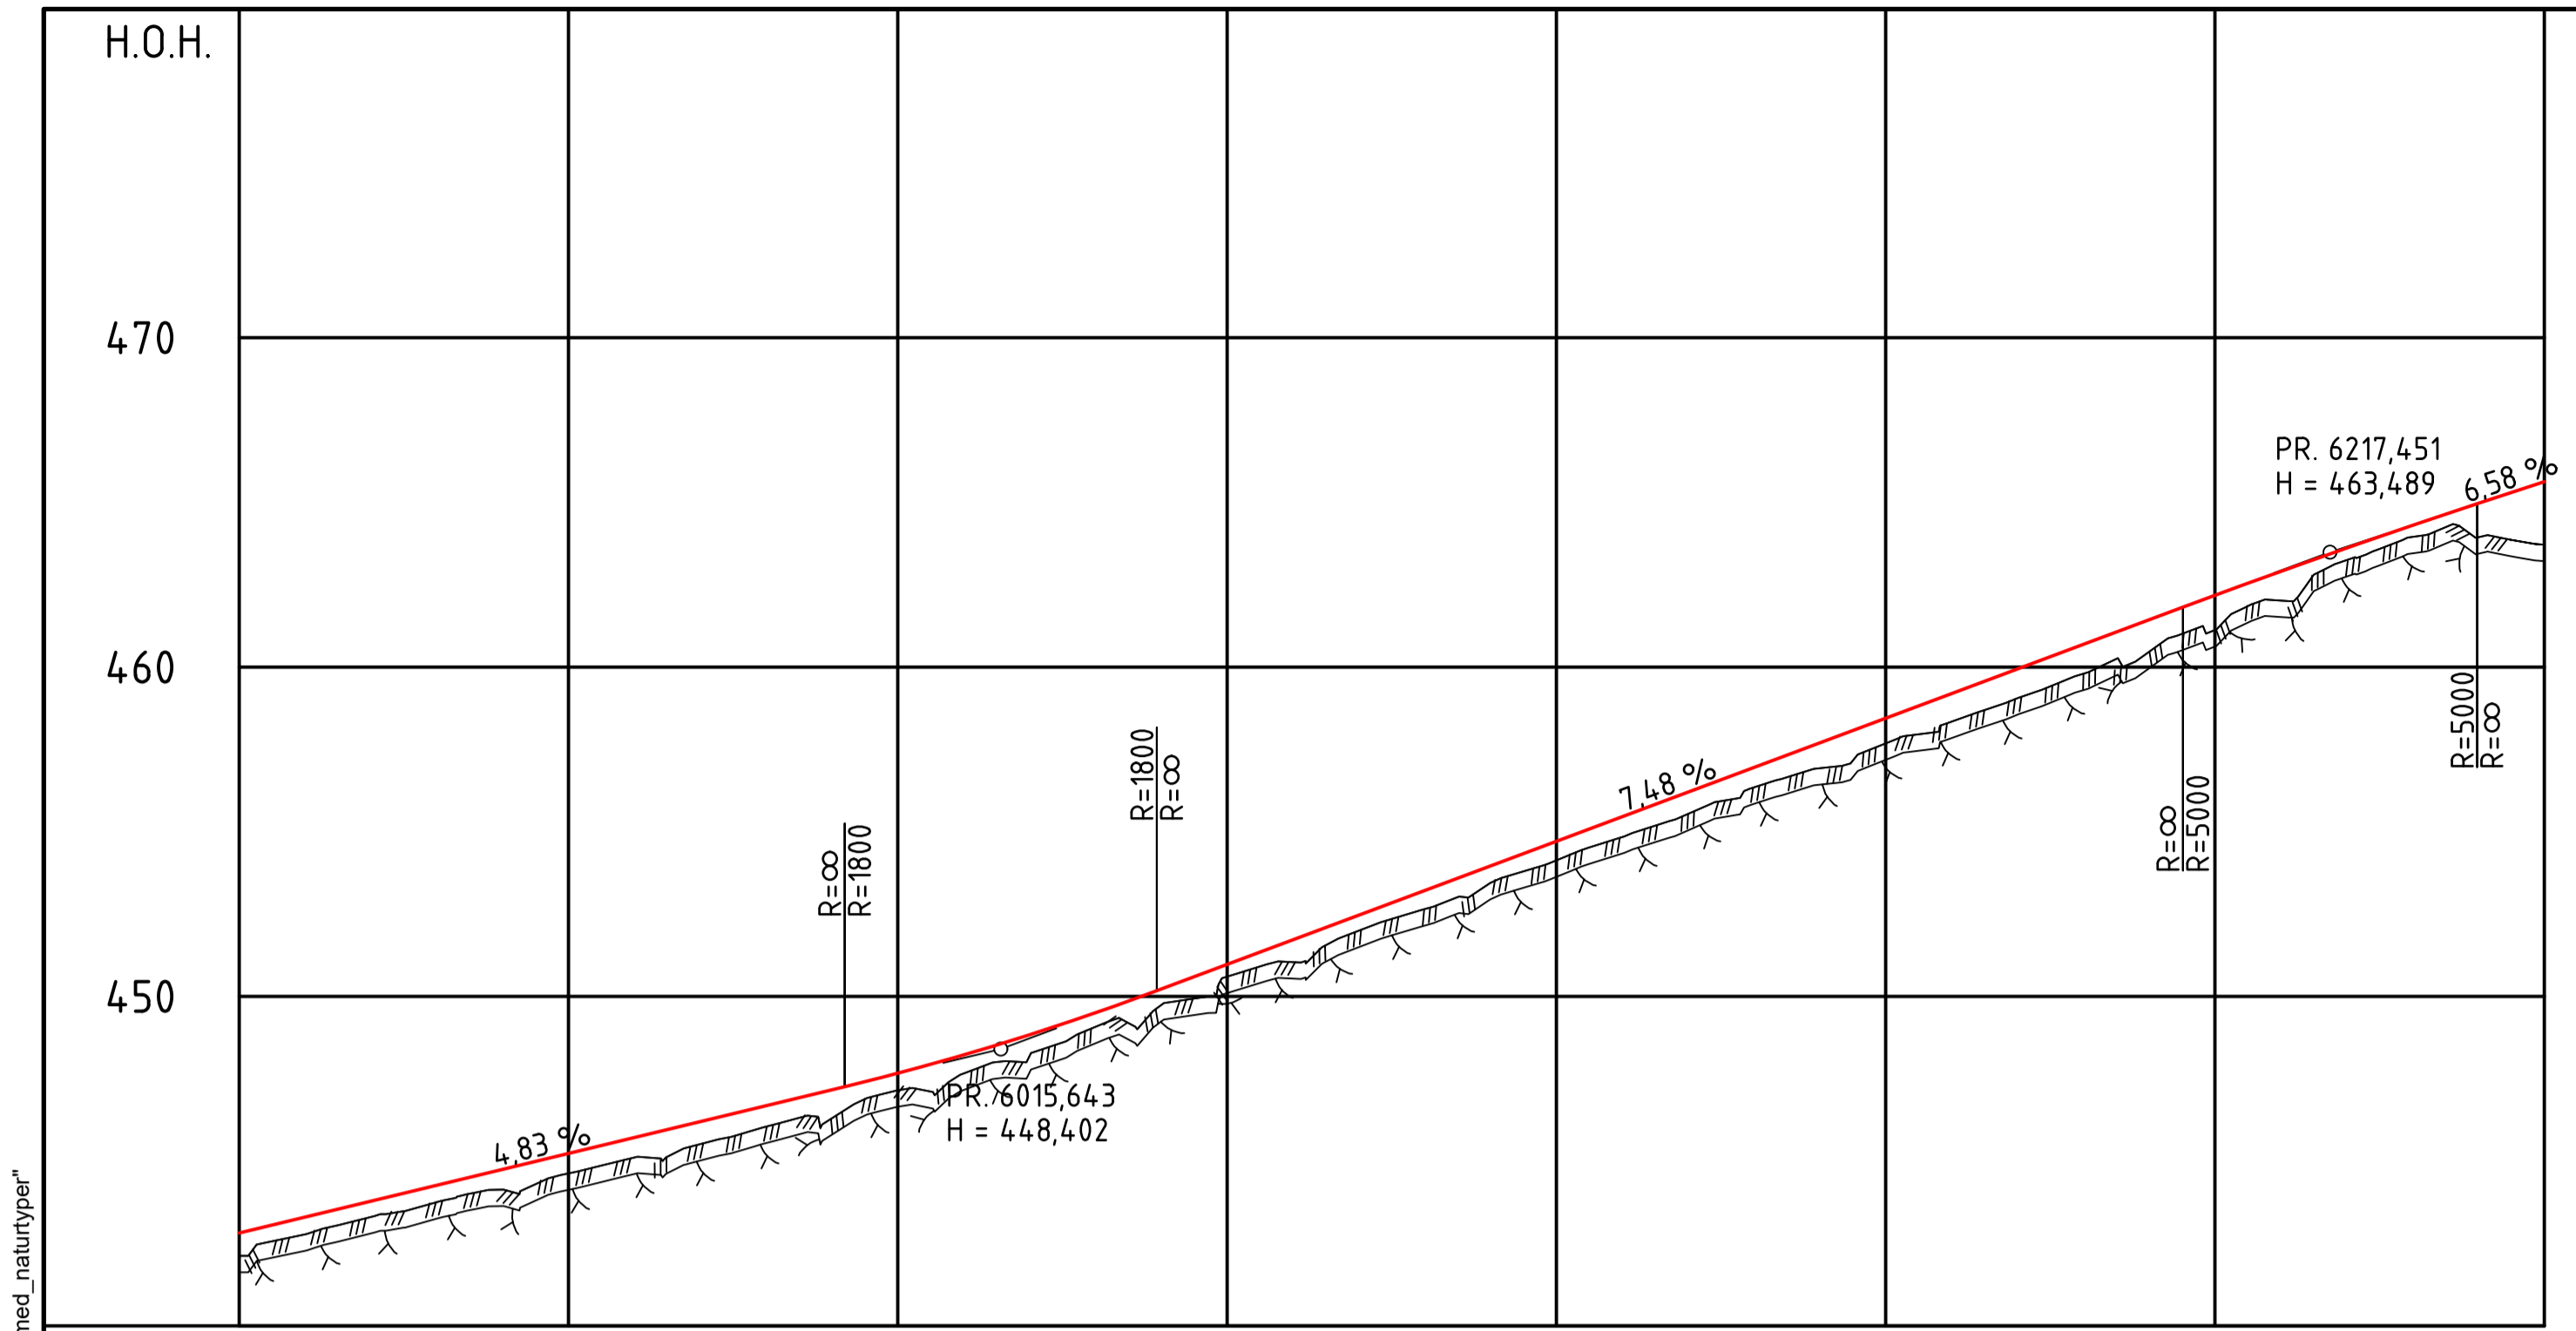 H.O.H.
470
PR. 6217,451
H = 463,489
6,58 %
460
R=5000
R=∞
R=1800
R=∞
7,48 %
R=∞
R=5000
R=∞
R=1800
450
PR. 6015,643
H = 448,402
4,83 %
med_naturtyper"